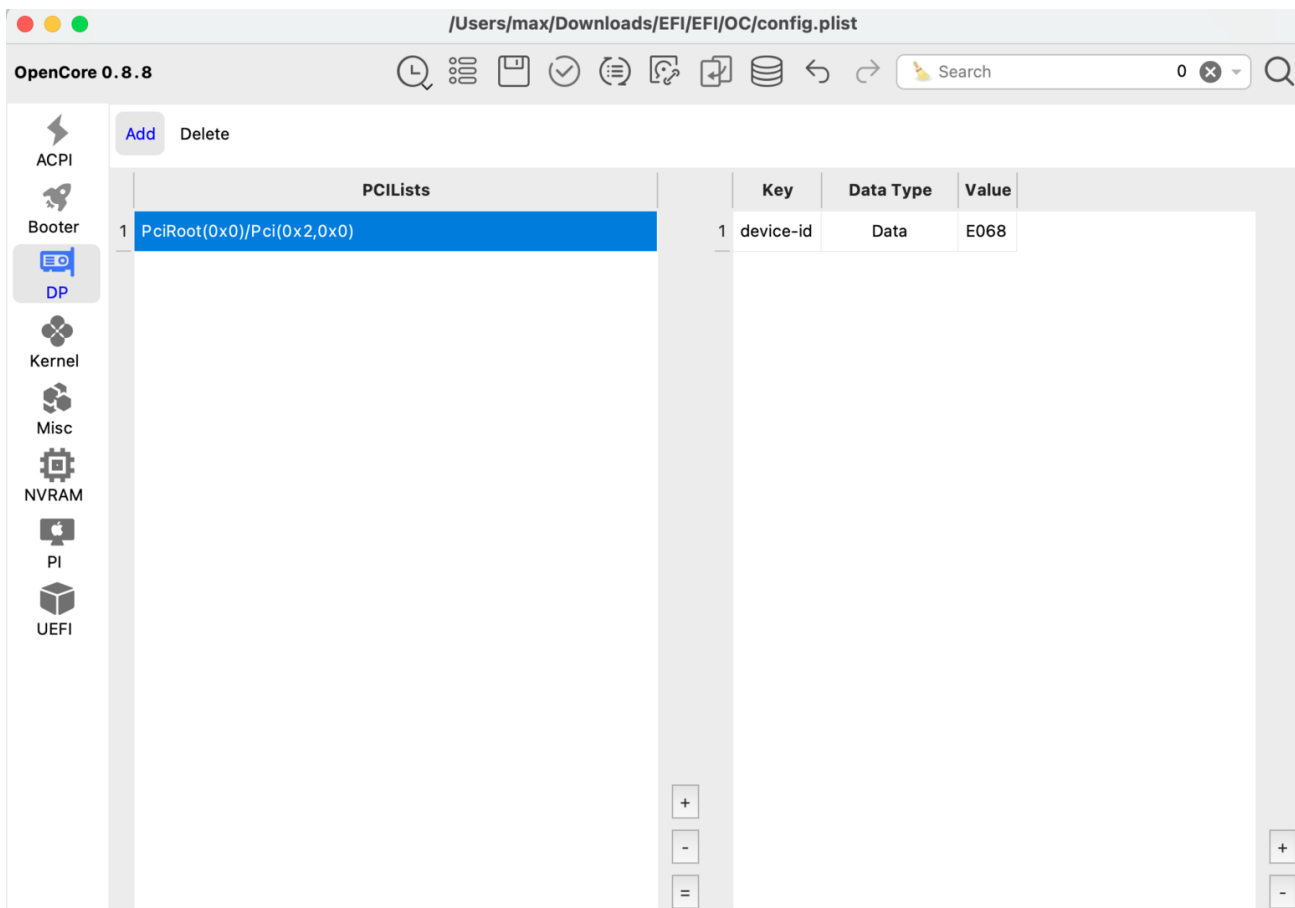 /Users/max/Downloads/EFI/EFI/OC/config.plist
OpenCore 0.8.8
Search
0
ACPI
Booter
DP
Kernel
Misc
NVRAM
PI
UEFI
Add Delete
PCILists
1 PciRoot(0x0)/Pci(0x2,0x0)
+
-
=
Key Data Type Value
1 device-id Data E068
+
-